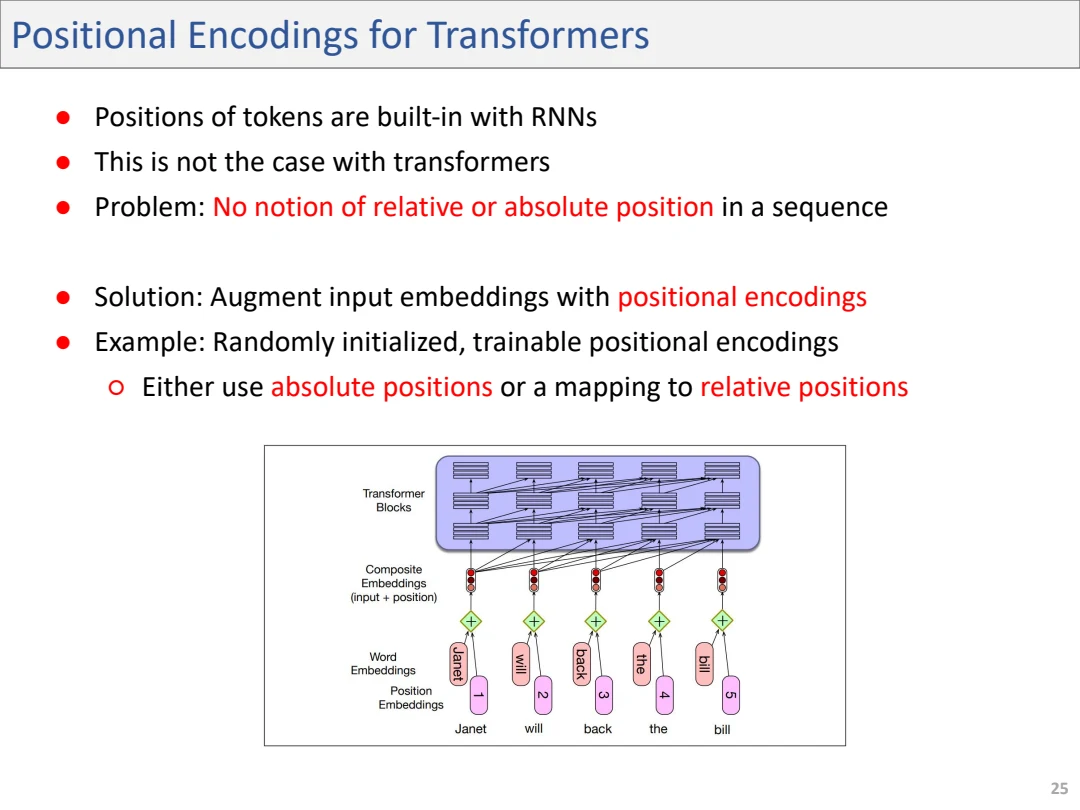 Positional Encodings for Transformers
● Positions of tokens are built-in with RNNs
● This is not the case with transformers
● Problem: No notion of relative or absolute position in a sequence
● Solution: Augment input embeddings with positional encodings
● Example: Randomly initialized, trainable positional encodings
○ Either use absolute positions or a mapping to relative positions
Transformer
Blocks
Composite
Embeddings
(input + position)
+ + + + +
Word
Embeddings
Janet will back the bill
Position
Embeddings
1 2 3 4 5
Janet will back the bill
25